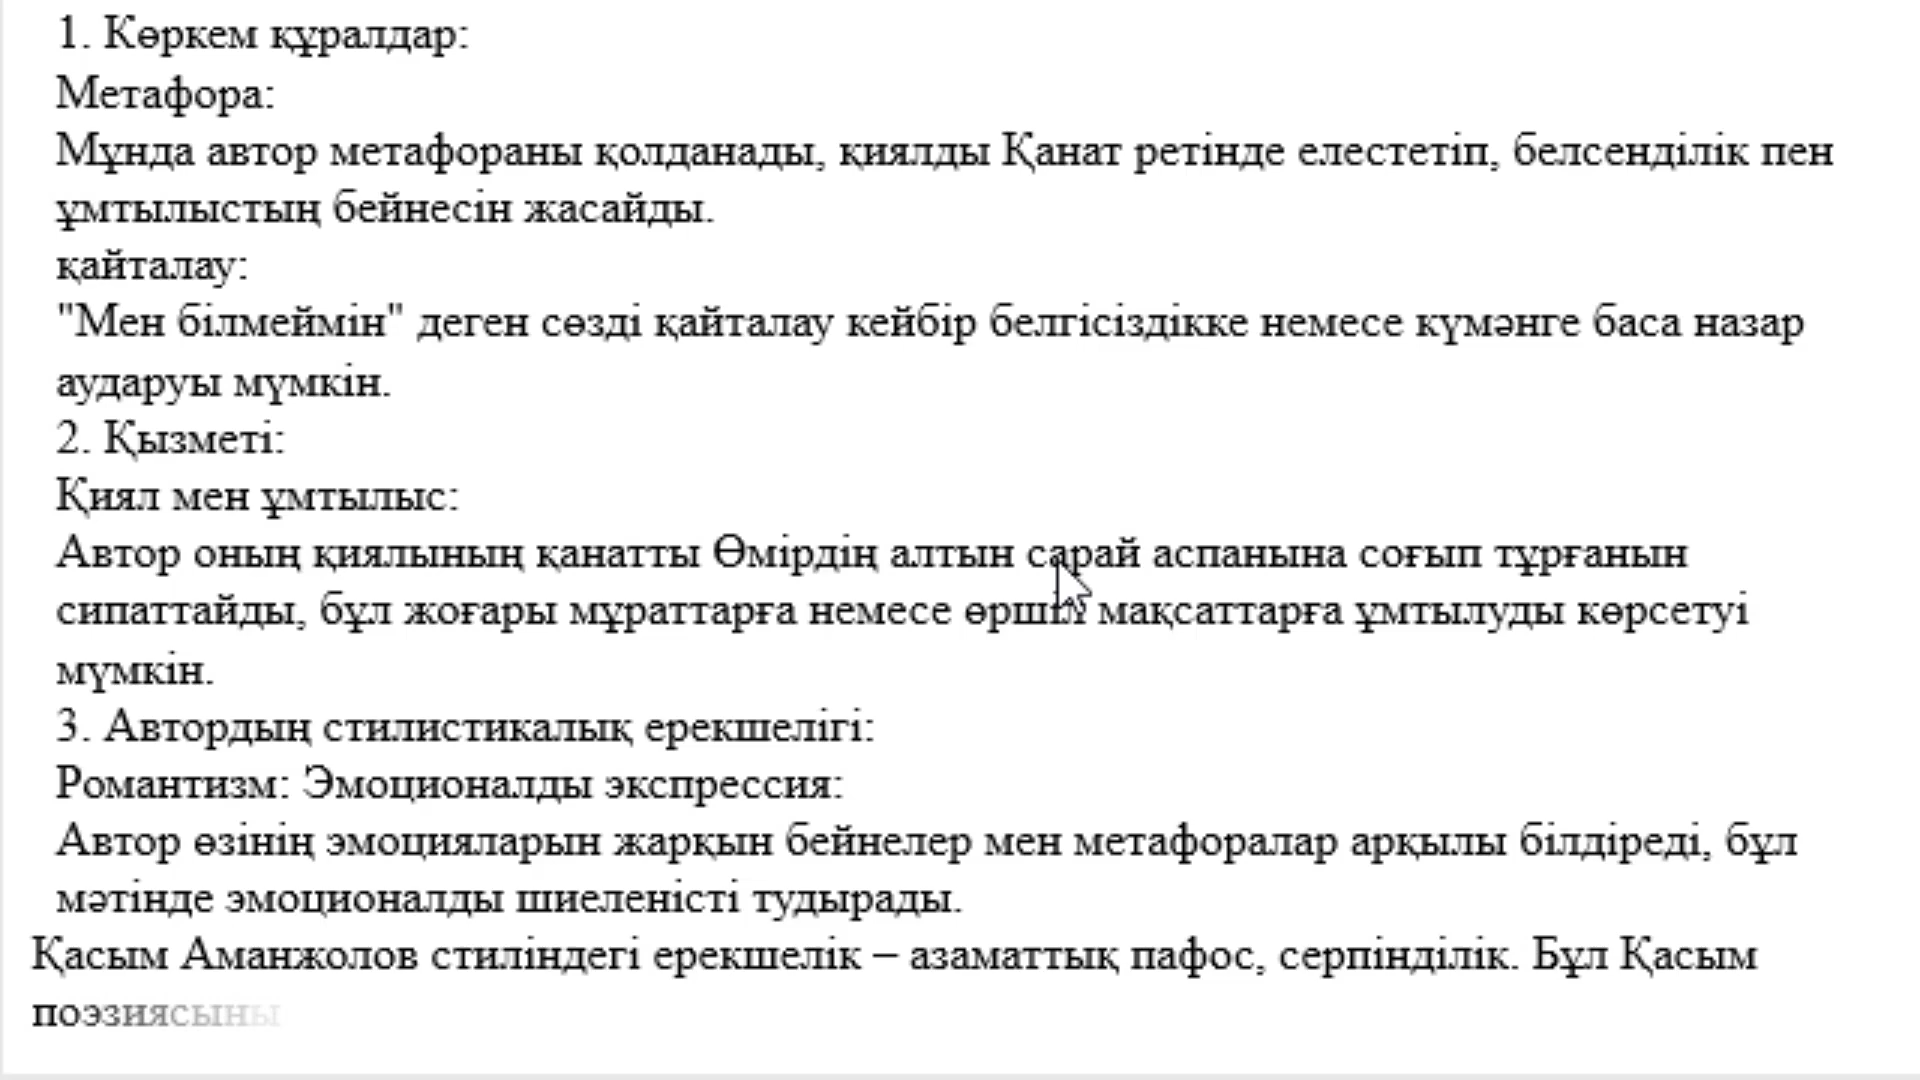 1. Көркем құралдар:
Метафора:
Мұнда автор метафораны қолданады, қиялды Қанат ретінде елестетіп, белсенділік пен
ұмтылыстың бейнесін жасайды.
қайталау:
"Мен білмеймін" деген сөзді қайталау кейбір белгісіздікке немесе күмәнге баса назар
аударуы мүмкін.
2. Қызметі:
Қиял мен ұмтылыс:
Автор оның қиялының қанатты Өмірдің алтын сарай аспанына соғып тұрғанын
сипаттайды, бұл жоғары мұраттарға немесе өршіл мақсаттарға ұмтылуды көрсетуі
мүмкін.
3. Автордың стилистикалық ерекшелігі:
Романтизм: Эмоционалды экспрессия:
Автор өзінің эмоцияларын жарқын бейнелер мен метафоралар арқылы білдіреді, бұл
мәтінде эмоционалды шиеленісті тудырады.
Қасым Аманжолов стиліндегі ерекшелік – азаматтық пафос, серпінділік. Бұл Қасым
поэзиясыны